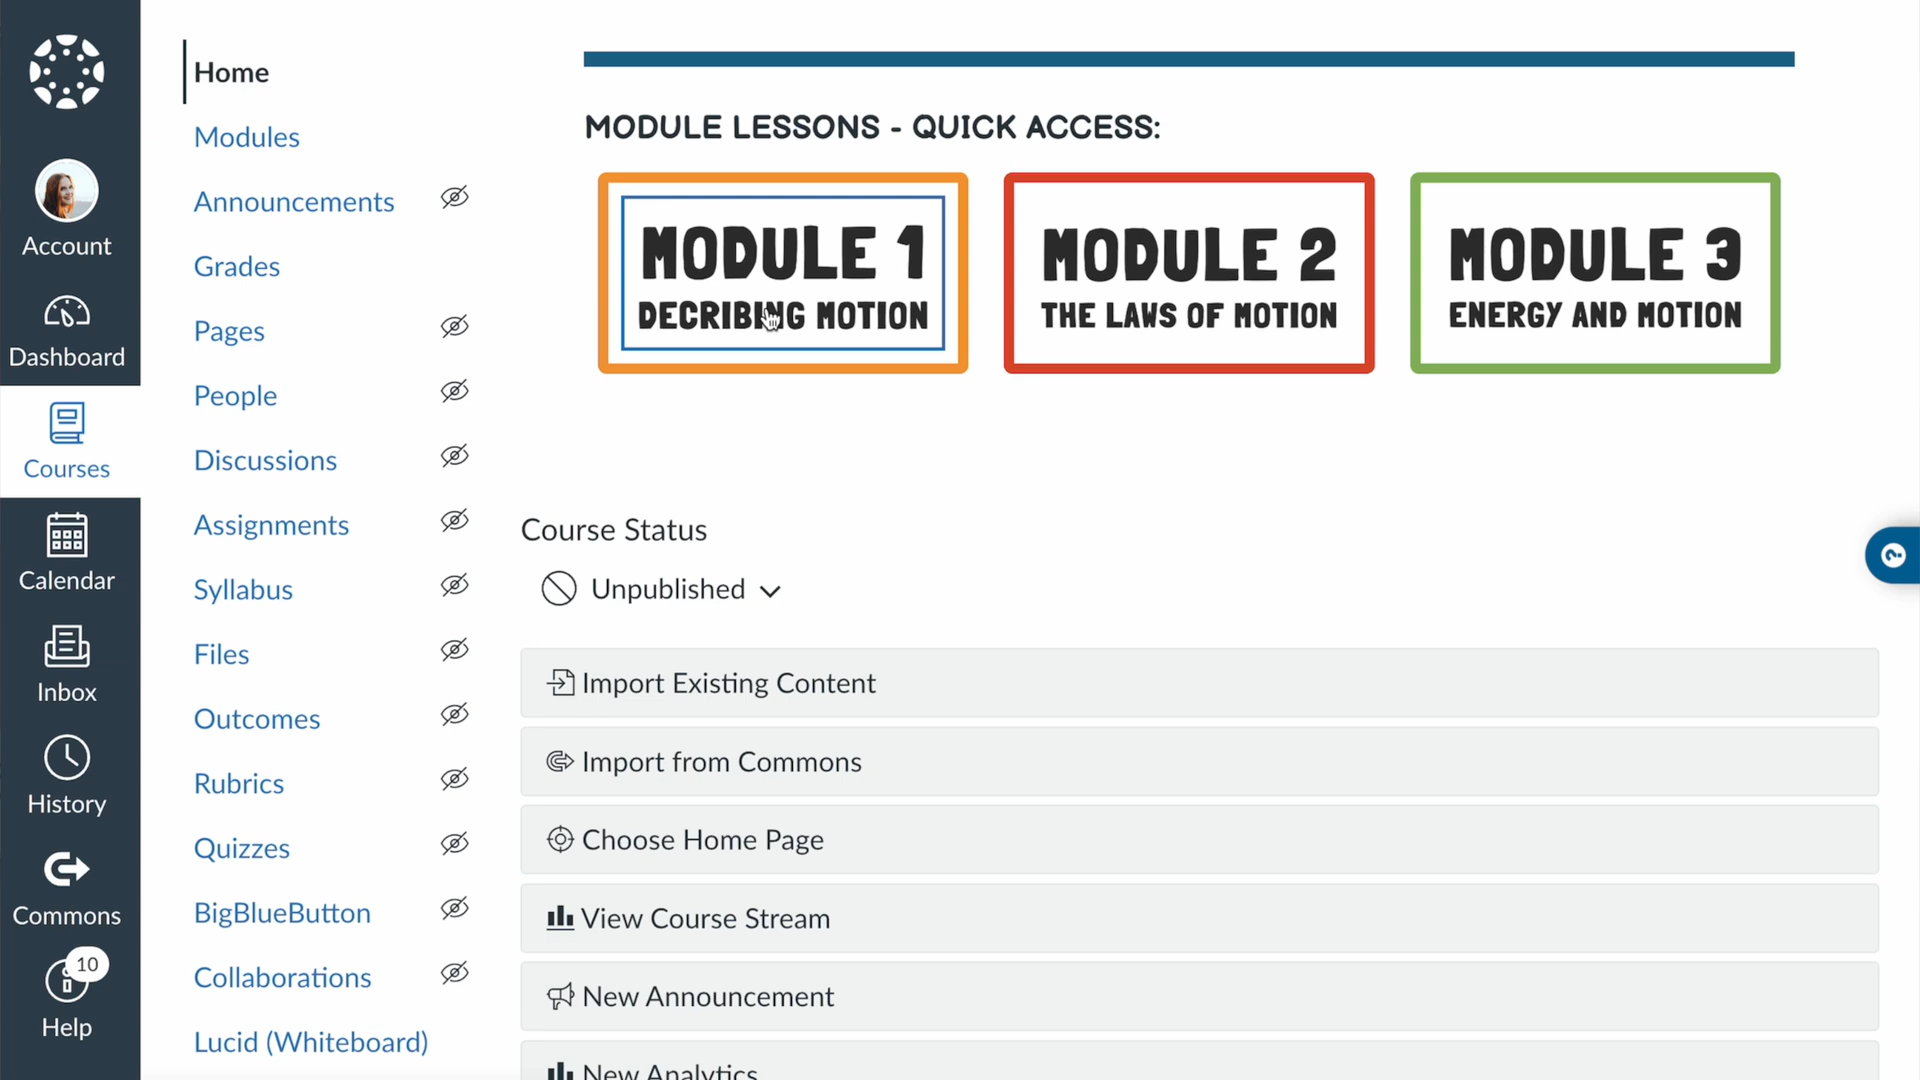 Account
Dashboard
Courses
Calendar
Inbox
History
Commons
10
Help
Home
Modules
Announcements
Grades
Pages
People
Discussions
Assignments
Syllabus
Files
Outcomes
Rubrics
Quizzes
BigBlueButton
Collaborations
Lucid (Whiteboard)
MODULE LESSONS - QUICK ACCESS:
MODULE 1
DECRIBING MOTION
MODULE 2
THE LAWS OF MOTION
MODULE 3
ENERGY AND MOTION
Course Status
Unpublished
Import Existing Content
Import from Commons
Choose Home Page
View Course Stream
New Announcement
New Analytics